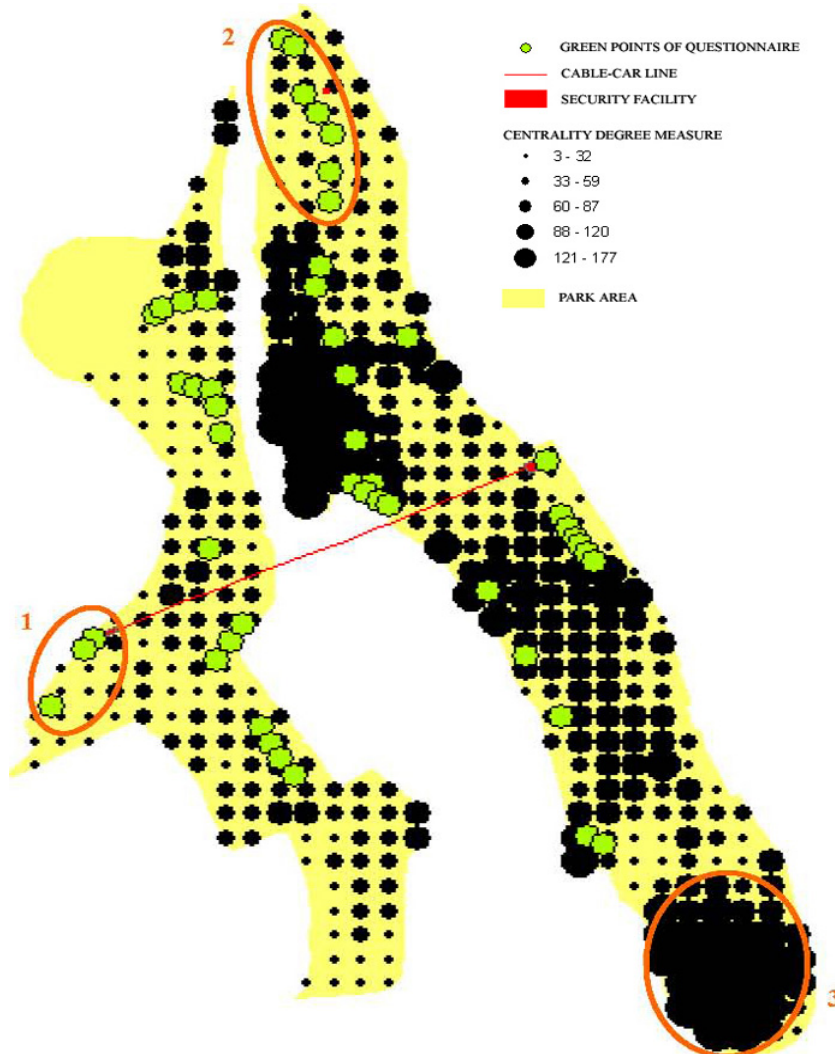 2
GREEN POINTS OF QUESTIONNAIRE
CABLE-CAR LINE
SECURITY FACILITY
CENTRALITY DEGREE MEASURE
3 - 32
33 - 59
60 - 87
88 - 120
121 - 177
PARK AREA
1
3